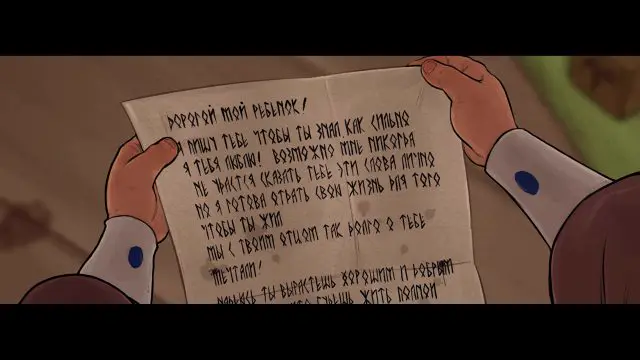 ДОРОГОЙ МОЙ РЕБЕНОК!
Я ПИШУ ТЕБЕ ЧТОБЫ ТЫ ЗНАЛ КАК СИЛЬНО
Я ТЕБЯ ЛЮБЛЮ! ВОЗМОЖНО МНЕ НИКОГДА
НЕ УДАСТСЯ СКАЗАТЬ ТЕБЕ ЭТИ СЛОВА ЛИЧНО
НО Я ГОТОВА ОТДАТЬ СВОЮ ЖИЗНЬ ДЛЯ ТОГО
ЧТОБЫ ТЫ ЖИЛ
МЫ С ТВОИМ ОТЦОМ ТАК ДОЛГО О ТЕБЕ
МЕЧТАЛИ!
НАДЕЮСЬ ТЫ ВЫРАСТЕШЬ ХОРОШИМ И ДОБРЫМ
БУДЕШЬ ЖИТЬ ПОЛНОЙ